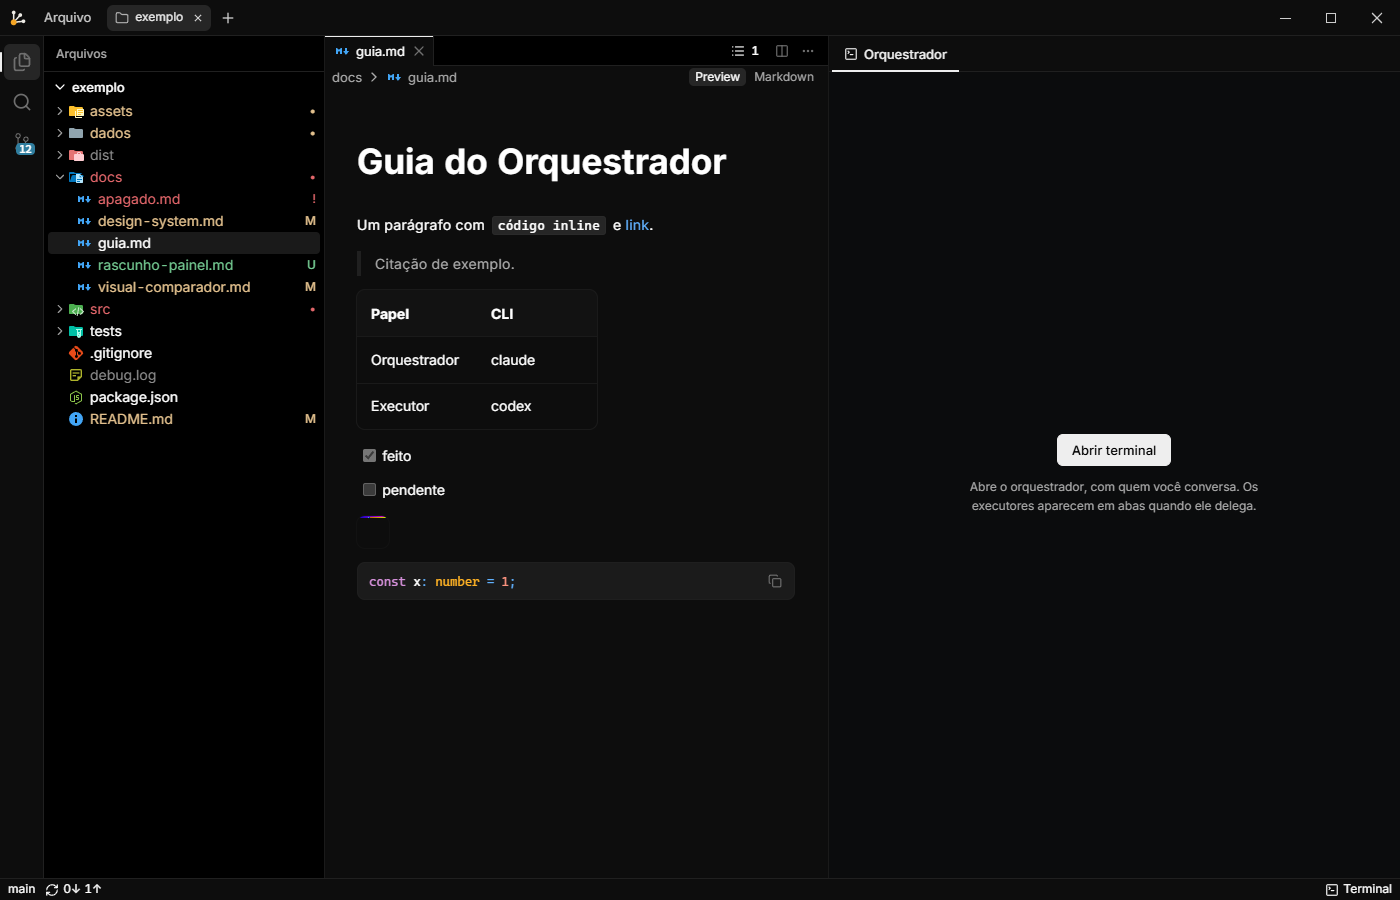 Arquivo
exemplo
Arquivos
exemplo
assets
dados
dist
docs
apagado.md !
design-system.md M
guia.md
rascunho-painel.md U
visual-comparador.md M
src
tests
.gitignore
debug.log
package.json
README.md M
12
guia.md
1
docs > guia.md
Preview Markdown
Guia do Orquestrador
Um parágrafo com código inline e link.
Citação de exemplo.
Papel CLI
Orquestrador claude
Executor codex
feito
pendente
const x: number = 1;
Orquestrador
Abrir terminal
Abre o orquestrador, com quem você conversa. Os
executores aparecem em abas quando ele delega.
main 0↓ 1↑
Terminal